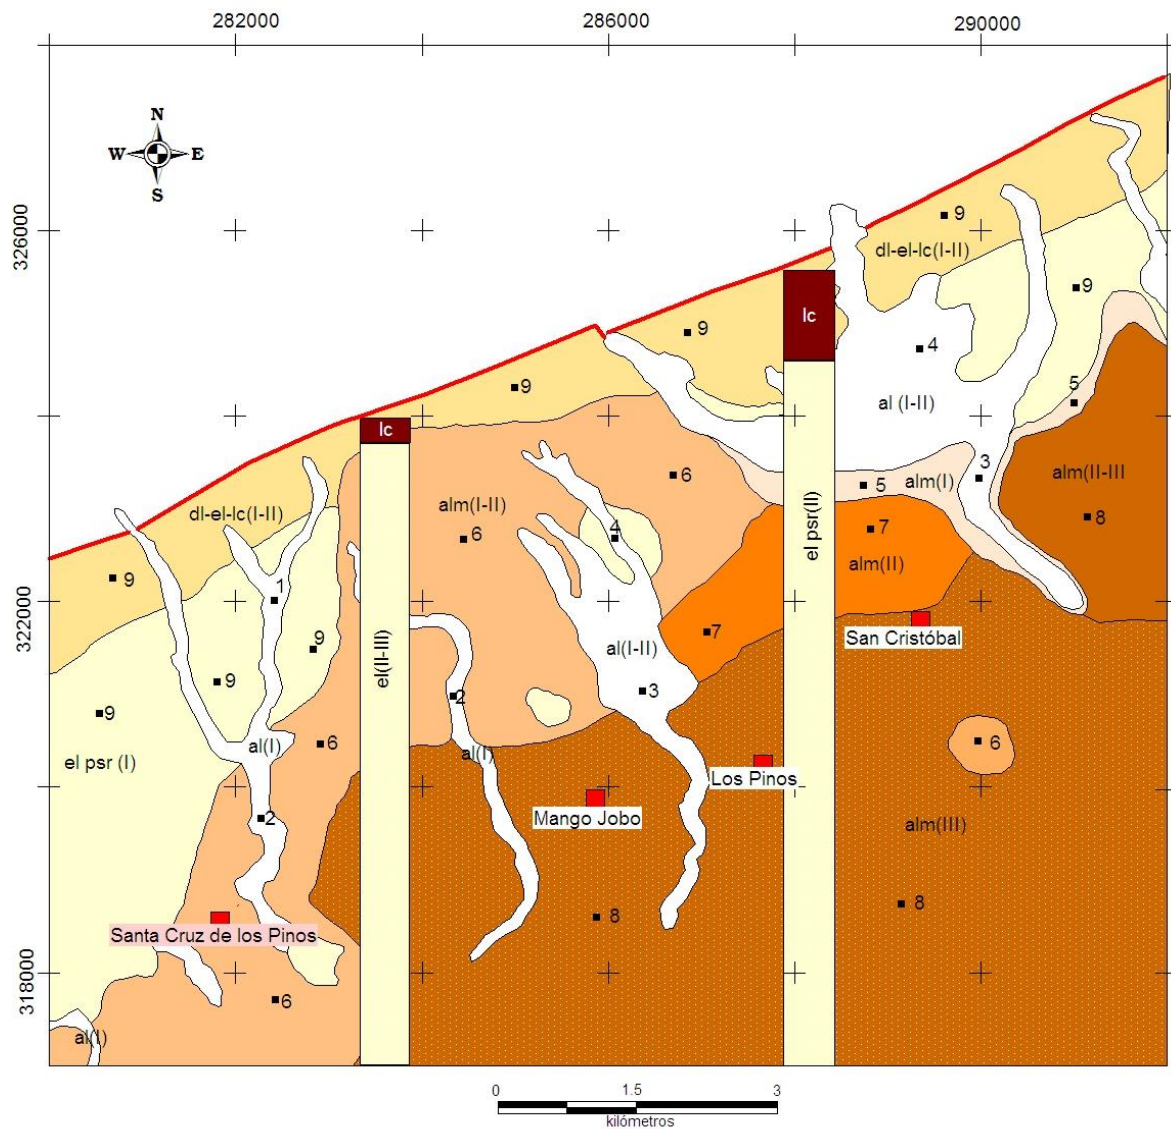 282000
286000
290000
N
W
E
S
326000
9
dl-el-lc(I-II)
9
lc
9
4
9
5
al (I-II)
lc
6
3
alm(I)
5
alm(II-III
dl-el-lc(I-II)
alm(I-II)
6
4
7
8
el psr(II)
alm(II)
9
1
322000
9
7
San Cristóbal
el(II-III)
al(I-II)
9
2
3
9
6
6
al(I)
al(I)
el psr (I)
Los Pinos
2
Mango Jobo
alm(III)
8
8
Santa Cruz de los Pinos
318000
6
al(I)
0
1.5
3
kilómetros